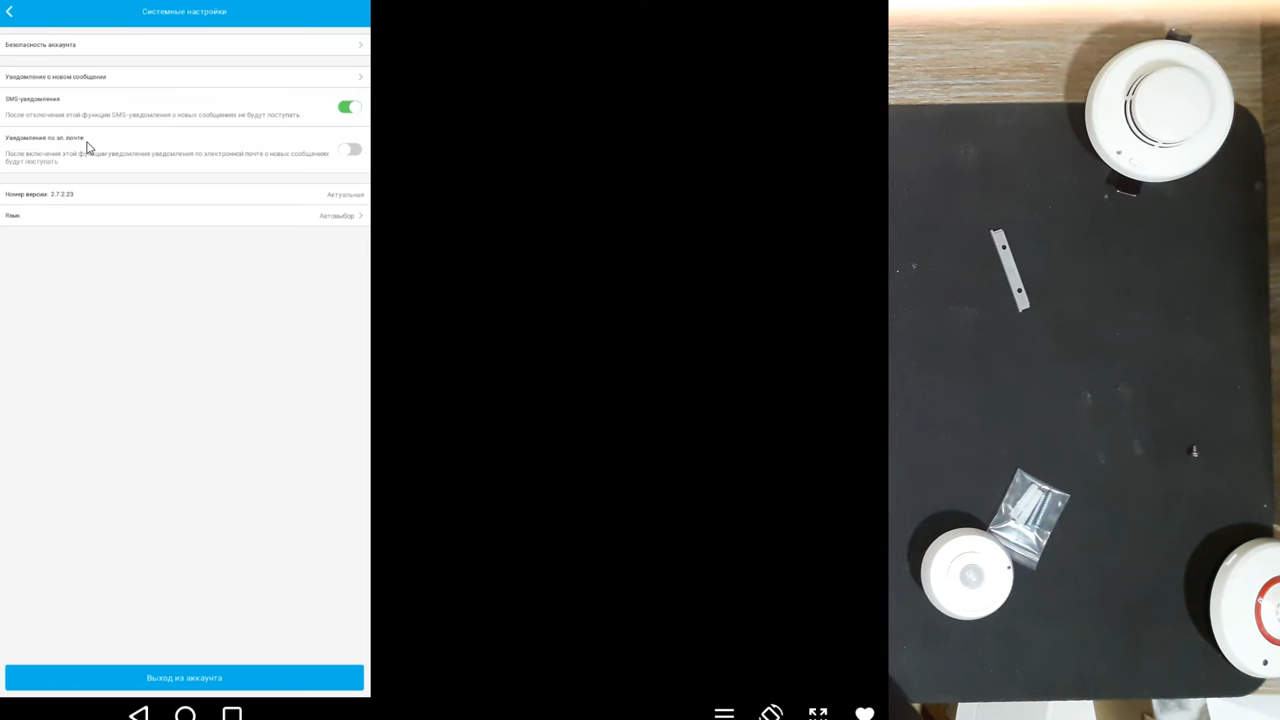 Системные настройки
Безопасность аккаунта
Уведомление о новом сообщении
SMS-уведомления
После отключения этой функции SMS-уведомления о новых сообщениях не будут поступать
Уведомления по эл. почте
После включения этой функции уведомления уведомления по электронной почте о новых сообщениях
будут поступать
Номер версии: 2.7.2.23
Актуальная
Язык
Автовыбор
Выход из аккаунта